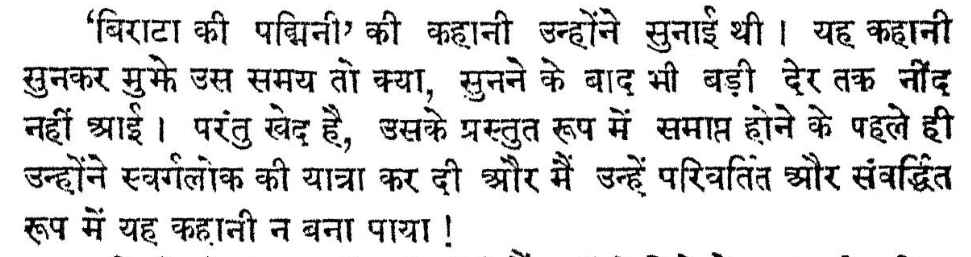 ‘बिराटा की पद्मिनी’ की कहानी उन्होंने सुनाई थी। यह कहानी
सुनकर मुझे उस समय तो क्या, सुनने के बाद भी बड़ी देर तक नींद
नहीं आई। परंतु खेद है, उसके प्रस्तुत रूप में समाप्त होने के पहले ही
उन्होंने स्वर्गलोक की यात्रा कर दी और मैं उन्हें परिवर्तित और संवर्द्धित
रूप में यह कहानी न बना पाया!